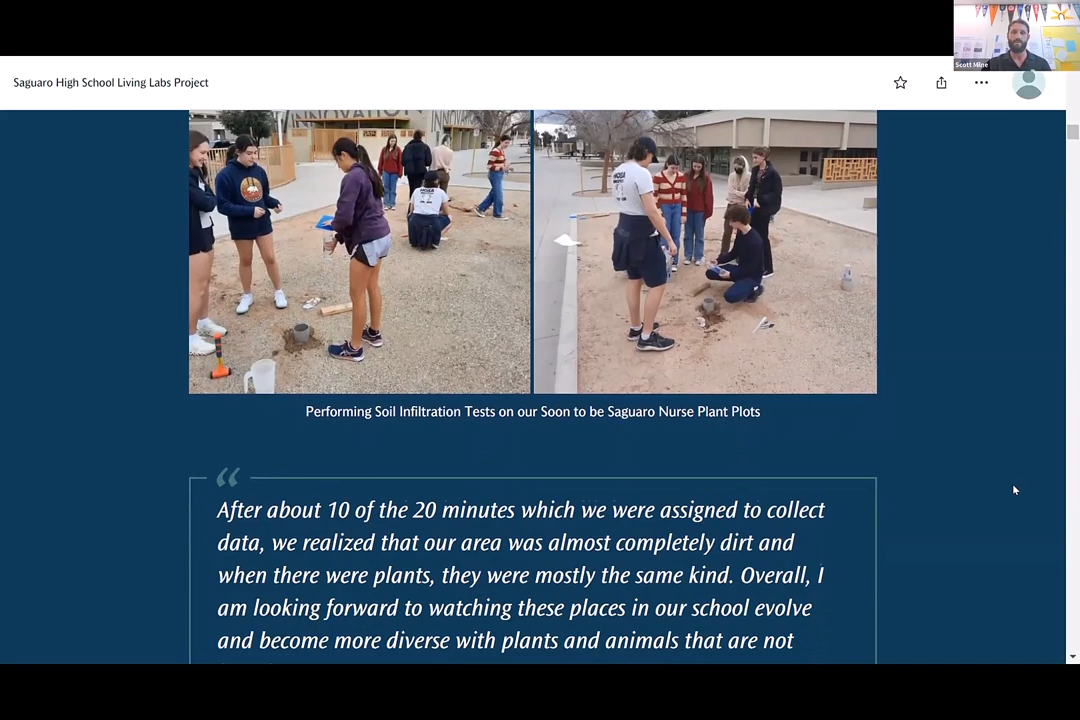 Scott Milne
Saguaro High School Living Labs Project
INNOVATION
INNOVA
Performing Soil Infiltration Tests on our Soon to be Saguaro Nurse Plant Plots
“
After about 10 of the 20 minutes which we were assigned to collect
data, we realized that our area was almost completely dirt and
when there were plants, they were mostly the same kind. Overall, I
am looking forward to watching these places in our school evolve
and become more diverse with plants and animals that are not